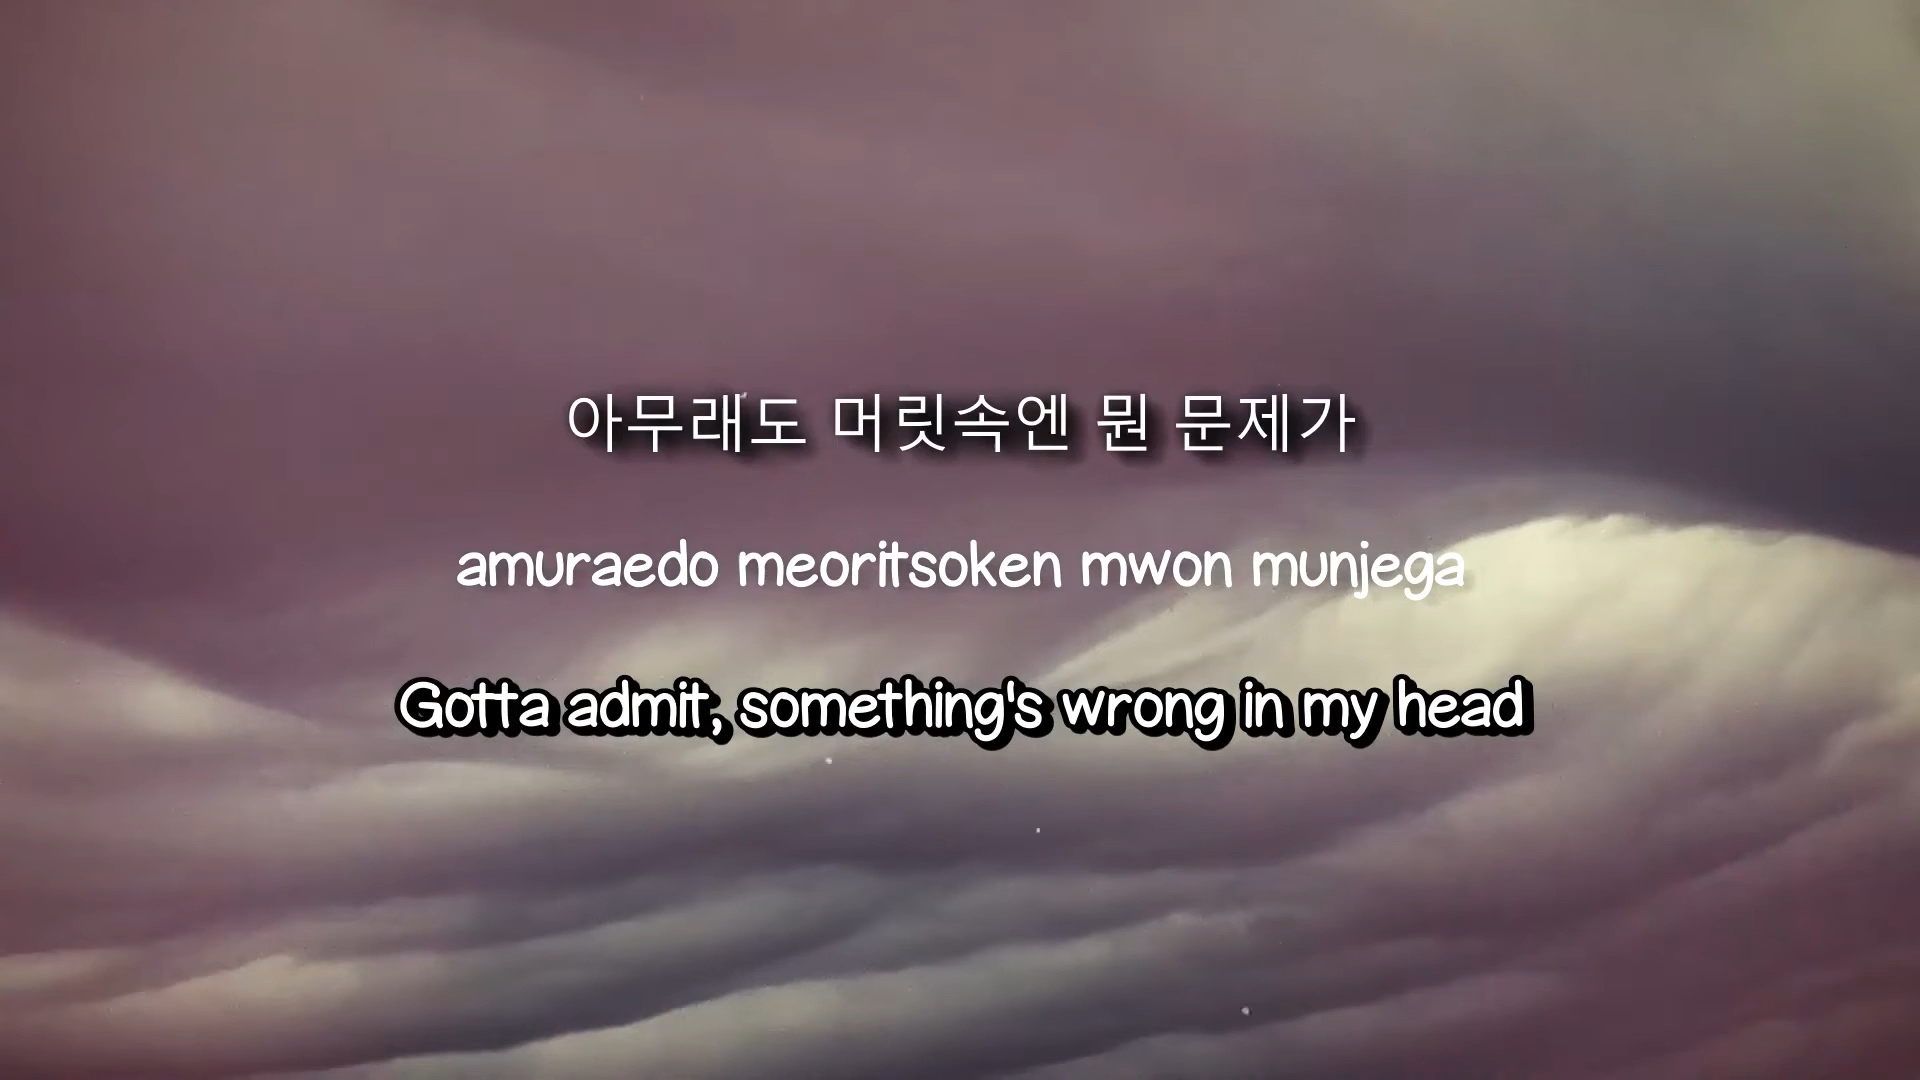 아무래도 머릿속엔 뭔 문제가
amuraedo meoritsoken mwon munjega
Gotta admit, something's wrong in my head